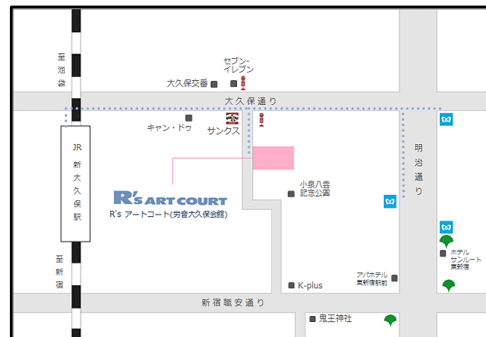 至池袋
セブン-
イレブン
大久保交番
大久保通り
キャン・ドゥ
サンクス
JR 新大久保駅
明治通り
小泉八雲
記念公園
R's ART COURT
R's アートコート(労音大久保会館)
至新宿
ホテル
サンルート
東新宿
アパホテル
東新宿駅前
K-plus
新宿職安通り
鬼王神社